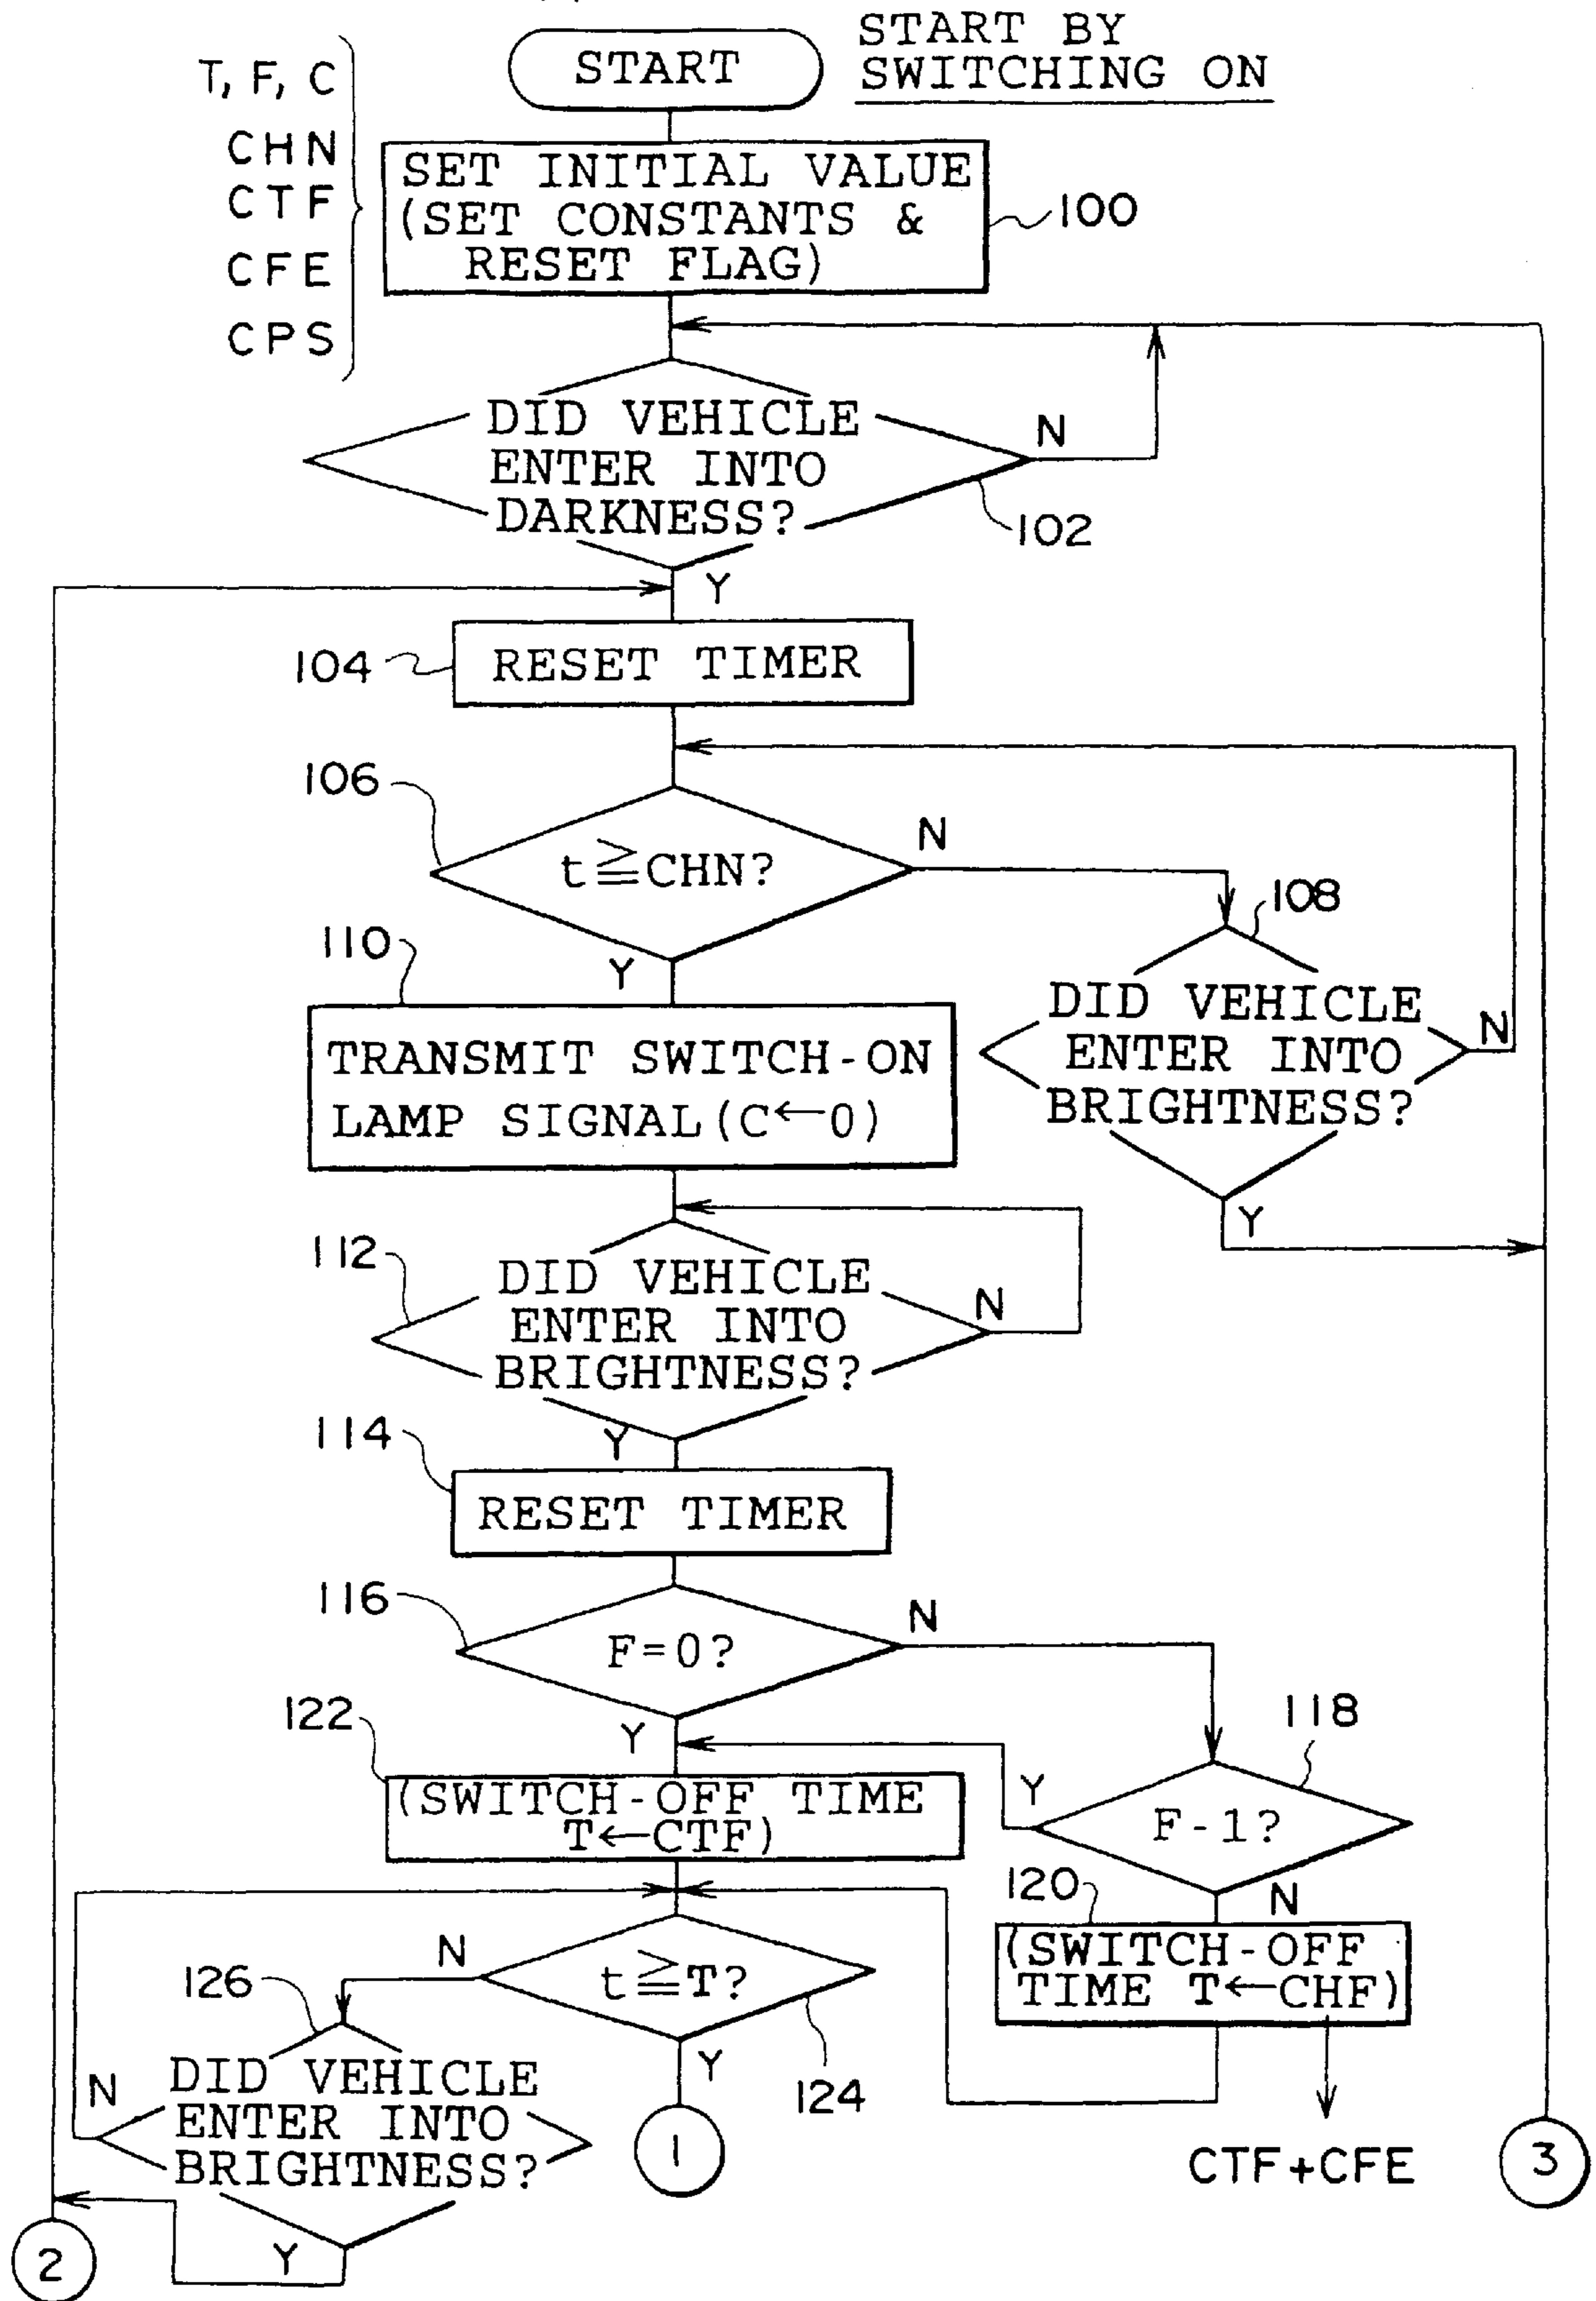 START BY
SWITCHING ON
START
T, F, C
CHN
CTF
CFE
CPS
SET INITIAL VALUE
(SET CONSTANTS &
RESET FLAG)
100
DID VEHICLE
ENTER INTO
DARKNESS?
N
102
Y
104
RESET TIMER
106
t≧CHN?
N
108
110
Y
DID VEHICLE
ENTER INTO
BRIGHTNESS?
N
Y
TRANSMIT SWITCH-ON
LAMP SIGNAL(C←0)
112
DID VEHICLE
ENTER INTO
BRIGHTNESS?
N
Y
114
RESET TIMER
116
F=0?
N
118
122
Y
(SWITCH-OFF TIME
T←CTF)
Y
F-1?
N
120
(SWITCH-OFF
TIME T←CHF)
CTF+CFE
t≧T?
N
Y
124
126
DID VEHICLE
ENTER INTO
BRIGHTNESS?
N
Y
1
2
3